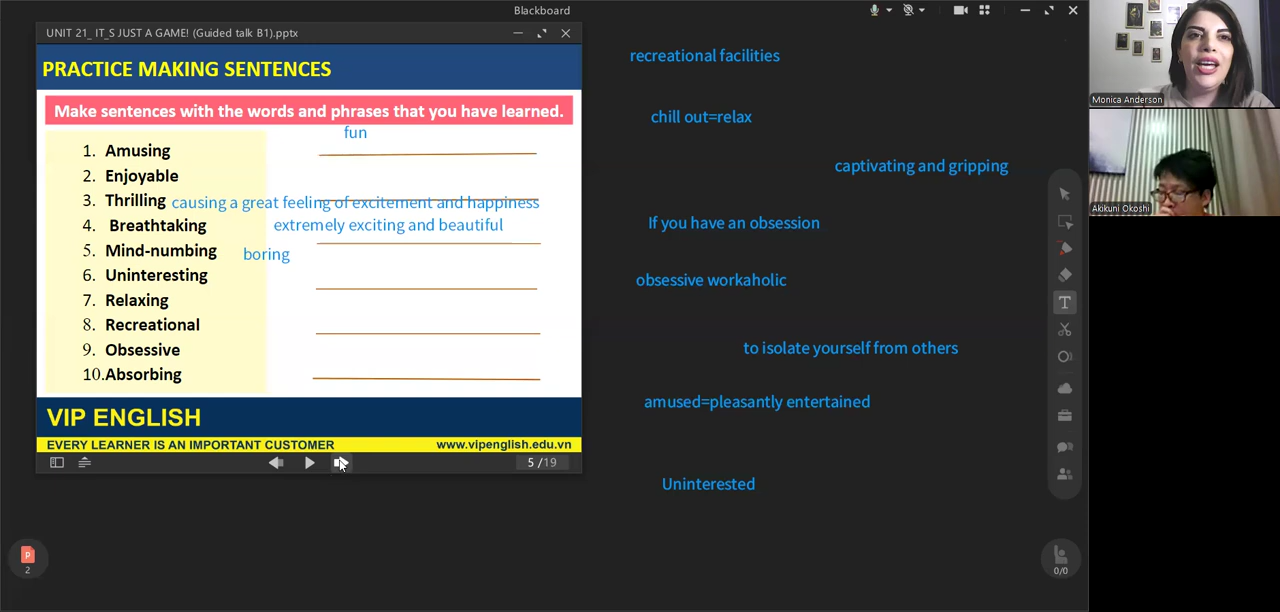 Blackboard
UNIT 21_ IT_S JUST A GAME! (Guided talk B1).pptx
PRACTICE MAKING SENTENCES
Make sentences with the words and phrases that you have learned.
fun
1. Amusing
2. Enjoyable
3. Thrilling causing a great feeling of excitement and happiness
4. Breathtaking extremely exciting and beautiful
5. Mind-numbing boring
6. Uninteresting
7. Relaxing
8. Recreational
9. Obsessive
10.Absorbing
VIP ENGLISH
EVERY LEARNER IS AN IMPORTANT CUSTOMER www.vipenglish.edu.vn
5 /19
recreational facilities
chill out=relax
captivating and gripping
If you have an obsession
obsessive workaholic
to isolate yourself from others
amused=pleasantly entertained
Uninterested
P
2
T
0/0
Monica Anderson
Akikuni Okoshi